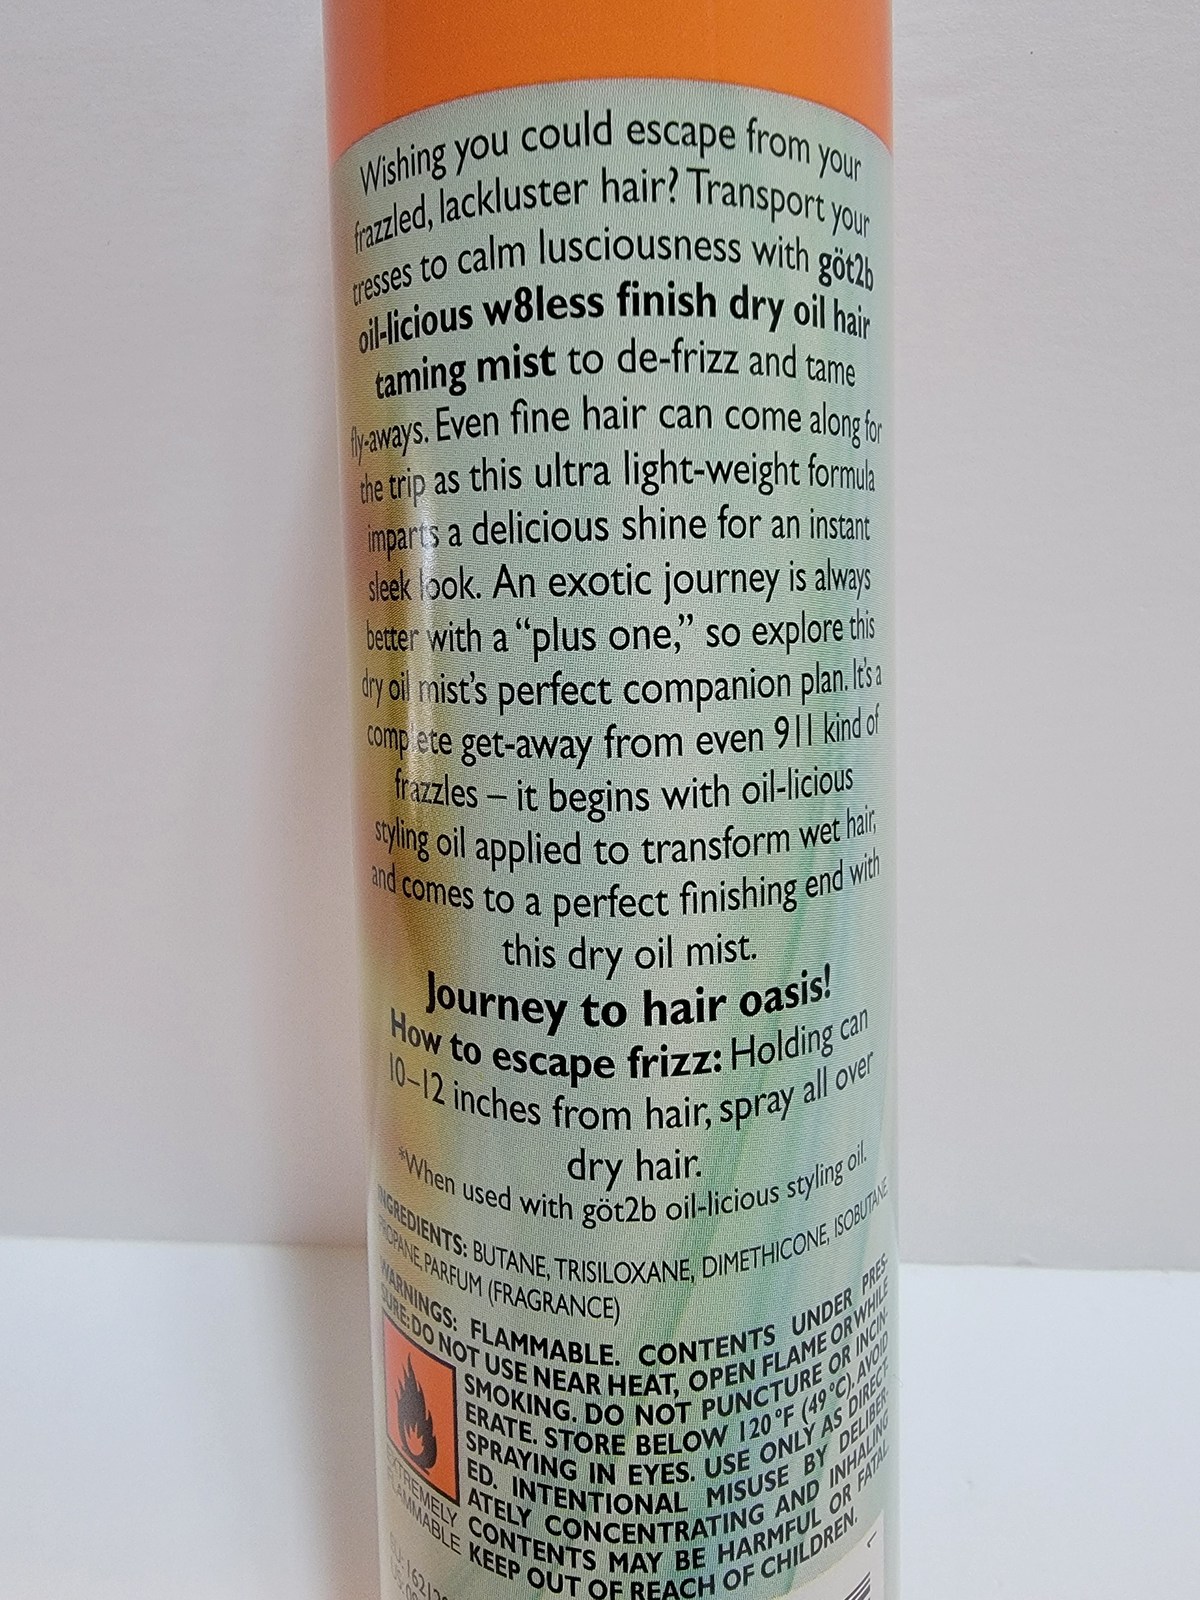 Wishing you could escape from your
frazzled, lackluster hair? Transport your
tresses to calm lusciousness with göt2b
oil-licious w8less finish dry oil hair
taming mist to de-frizz and tame
fly-aways. Even fine hair can come along for
the trip as this ultra light-weight formula
imparts a delicious shine for an instant
sleek look. An exotic journey is always
better with a “plus one,” so explore this
dry oil mist’s perfect companion plan. It’s a
complete get-away from even 911 kind of
frazzles – it begins with oil-licious
styling oil applied to transform wet hair,
and comes to a perfect finishing end with
this dry oil mist.
Journey to hair oasis!
How to escape frizz: Holding can
10–12 inches from hair, spray all over
dry hair.
*When used with göt2b oil-licious styling oil.
INGREDIENTS: BUTANE, TRISILOXANE, DIMETHICONE, ISOBUTANE,
PROPANE, PARFUM (FRAGRANCE)
WARNINGS: FLAMMABLE. CONTENTS UNDER PRES-
SURE: DO NOT USE NEAR HEAT, OPEN FLAME OR WHILE
SMOKING. DO NOT PUNCTURE OR INCIN-
ERATE. STORE BELOW 120°F (49°C). AVOID
SPRAYING IN EYES. USE ONLY AS DIRECT-
ED. INTENTIONAL MISUSE BY DELIBER-
ATELY CONCENTRATING AND INHALING
CONTENTS MAY BE HARMFUL OR FATAL.
KEEP OUT OF REACH OF CHILDREN.
EXTREMELY
FLAMMABLE